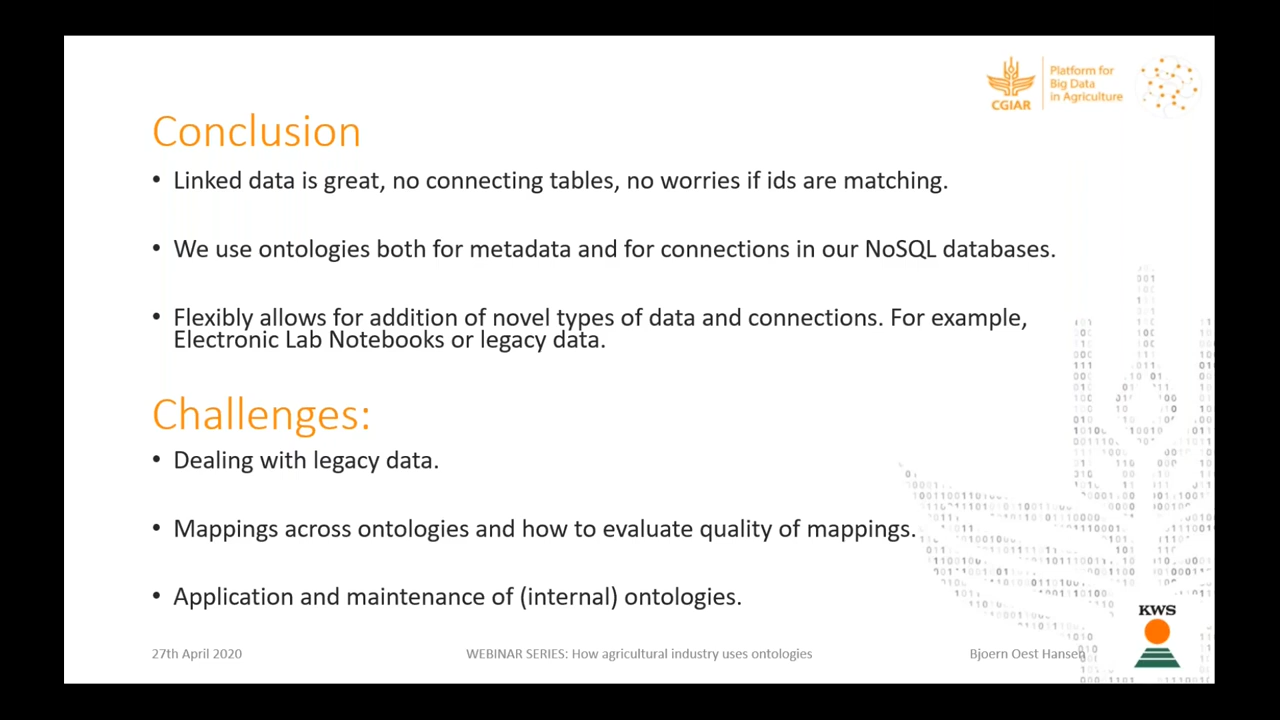 CGIAR
Platform for
Big Data
in Agriculture
Conclusion
• Linked data is great, no connecting tables, no worries if ids are matching.
• We use ontologies both for metadata and for connections in our NoSQL databases.
• Flexibly allows for addition of novel types of data and connections. For example,
Electronic Lab Notebooks or legacy data.
Challenges:
• Dealing with legacy data.
• Mappings across ontologies and how to evaluate quality of mappings.
• Application and maintenance of (internal) ontologies.
KWS
27th April 2020
WEBINAR SERIES: How agricultural industry uses ontologies
Bjoern Oest Hansen